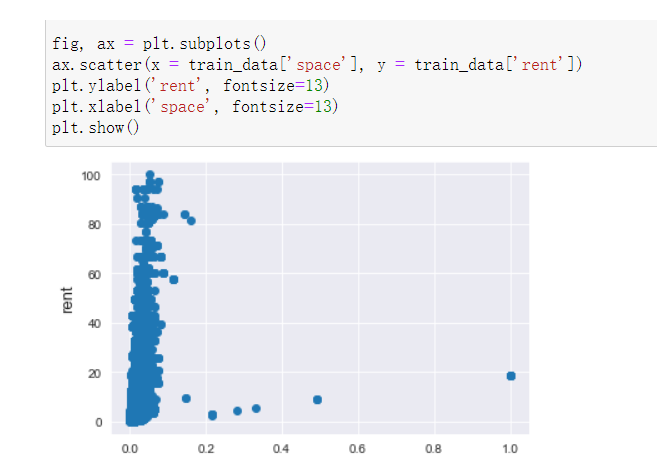 fig, ax = plt.subplots()
ax.scatter(x = train_data['space'], y = train_data['rent'])
plt.ylabel('rent', fontsize=13)
plt.xlabel('space', fontsize=13)
plt.show()
100
80
60
40
20
0
rent
0.0 0.2 0.4 0.6 0.8 1.0